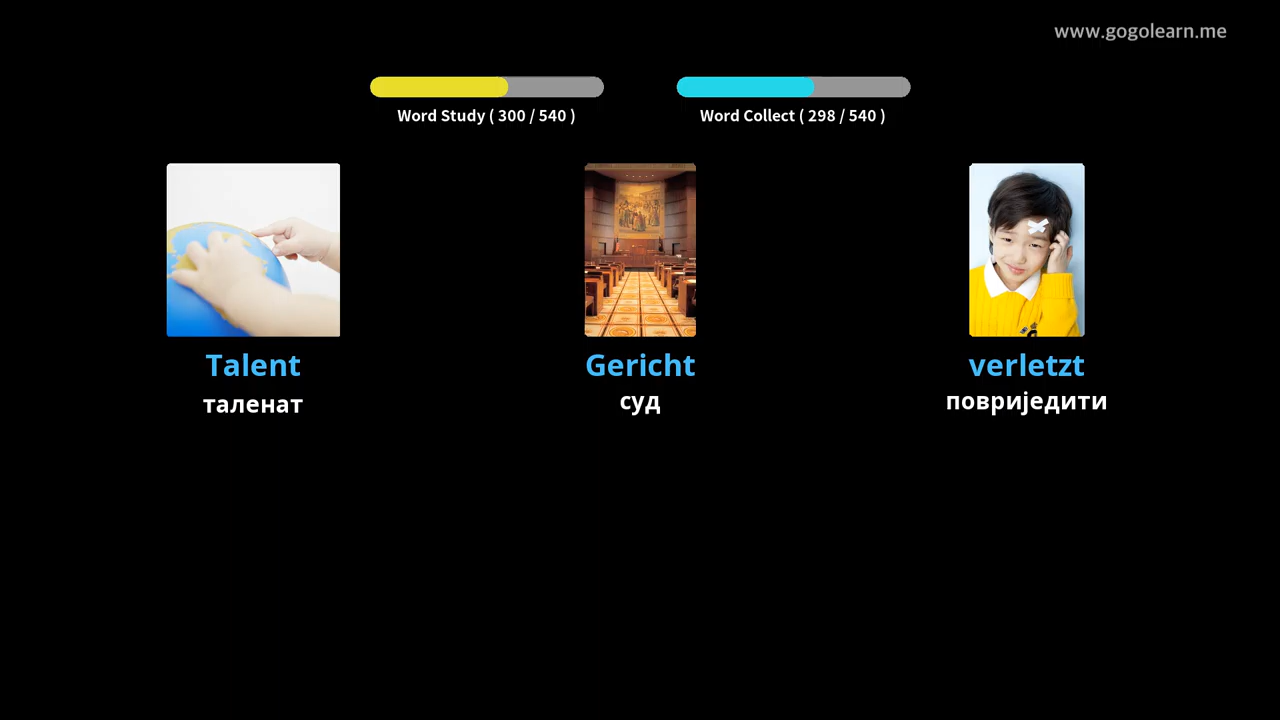 www.gogolearn.me
Word Study ( 300 / 540 )
Word Collect ( 298 / 540 )
Talent
таленат
Gericht
суд
verletzt
повриједити